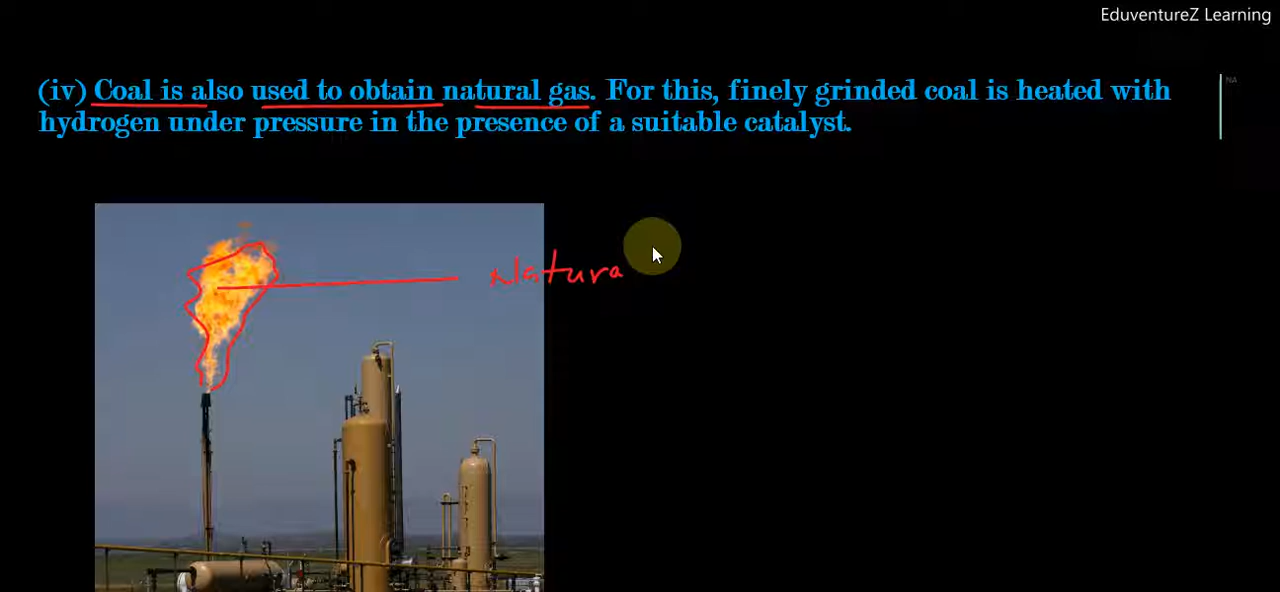 EduventureZ Learning
(iv) Coal is also used to obtain natural gas. For this, finely grinded coal is heated with
NA
hydrogen under pressure in the presence of a suitable catalyst.
Natura